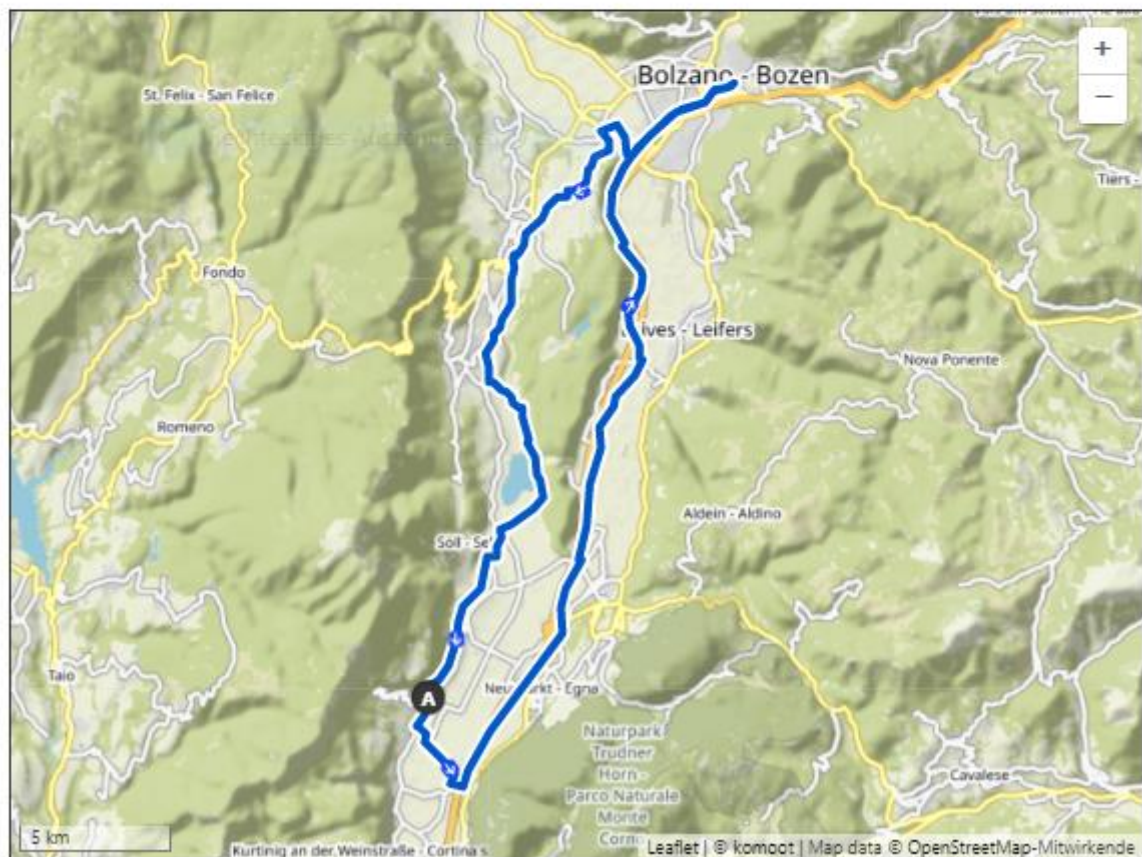 Bolzano - Bozen
+
−
St. Felix - San Felice
Tiers -
Fondo
ives - Leifers
Nova Ponente
Romeno
Aldein - Aldino
Soll - Se
Taio
A
Neumarkt - Egna
Naturpark
Trudner
Horn -
Parco Naturale
Monte
Corno
Cavalese
5 km
Kurtinig an der Weinstraße - Cortina s
Leaflet | © komoot | Map data © OpenStreetMap-Mitwirkende